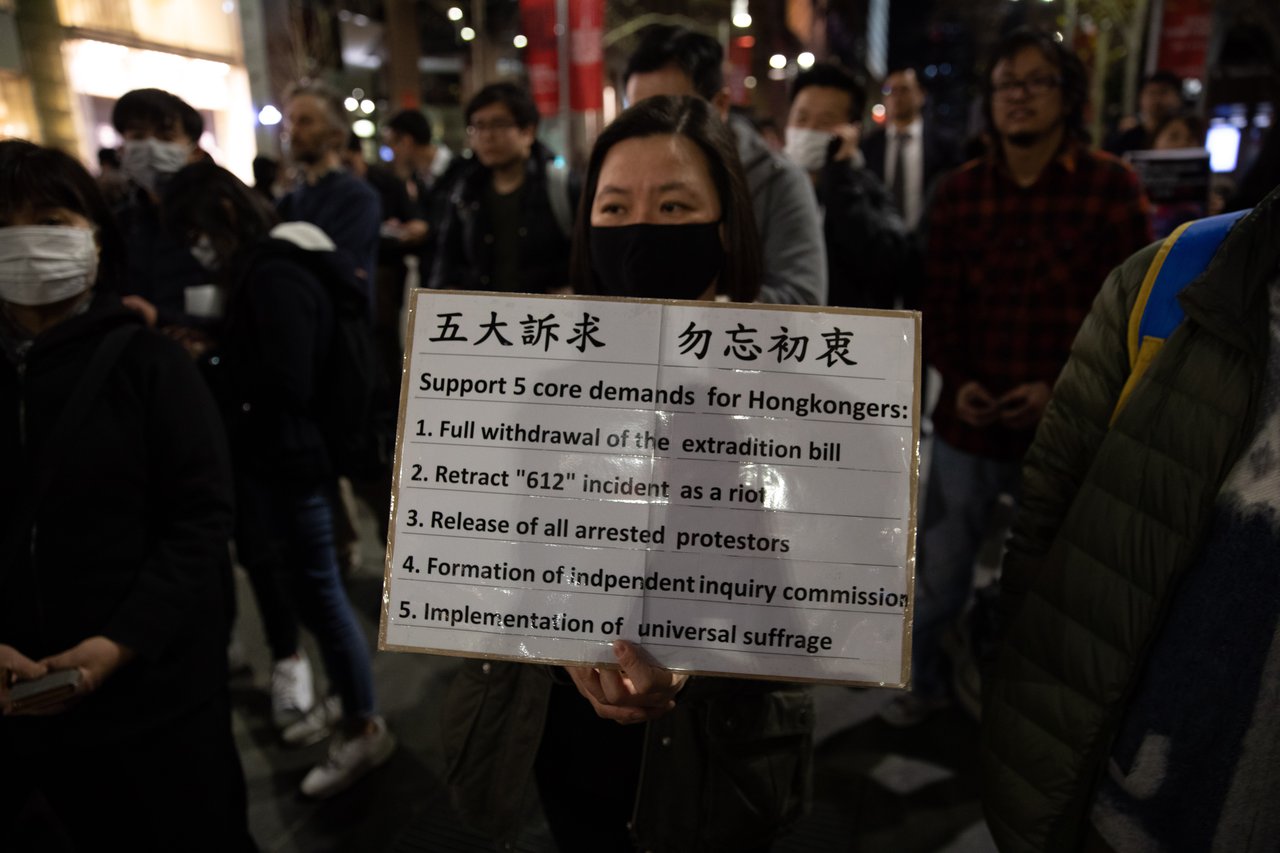 五大訴求 勿忘初衷
Support 5 core demands for Hongkongers:
1. Full withdrawal of the extradition bill
2. Retract "612" incident as a riot
3. Release of all arrested protestors
4. Formation of indpendent inquiry commission
5. Implementation of universal suffrage